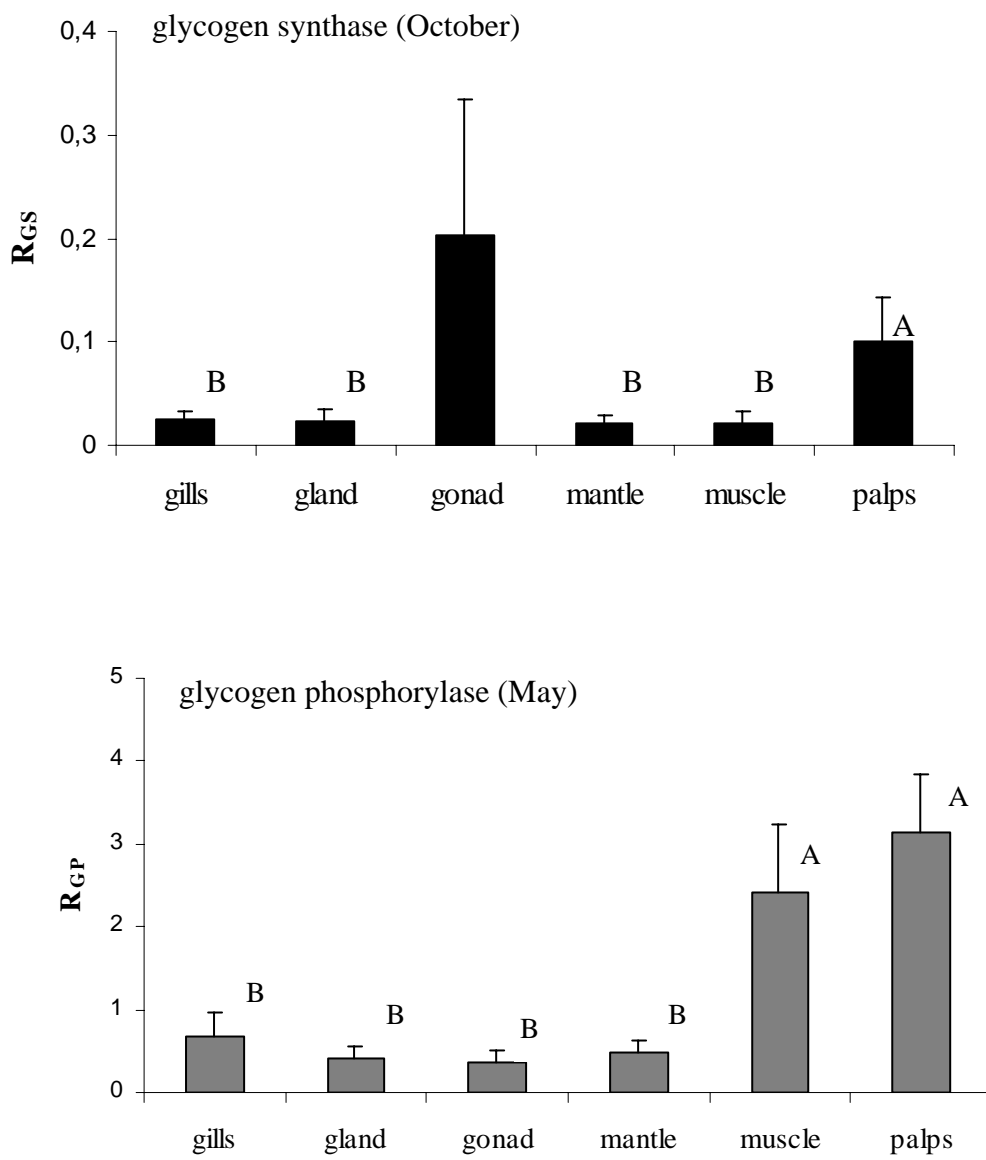 glycogen synthase (October)
0,4
0,3
0,2
0,1
0
RGS
B
B
B
B
A
gills gland gonad mantle muscle palps
glycogen phosphorylase (May)
5
4
3
2
1
0
RGP
B
B
B
B
A
A
gills gland gonad mantle muscle palps